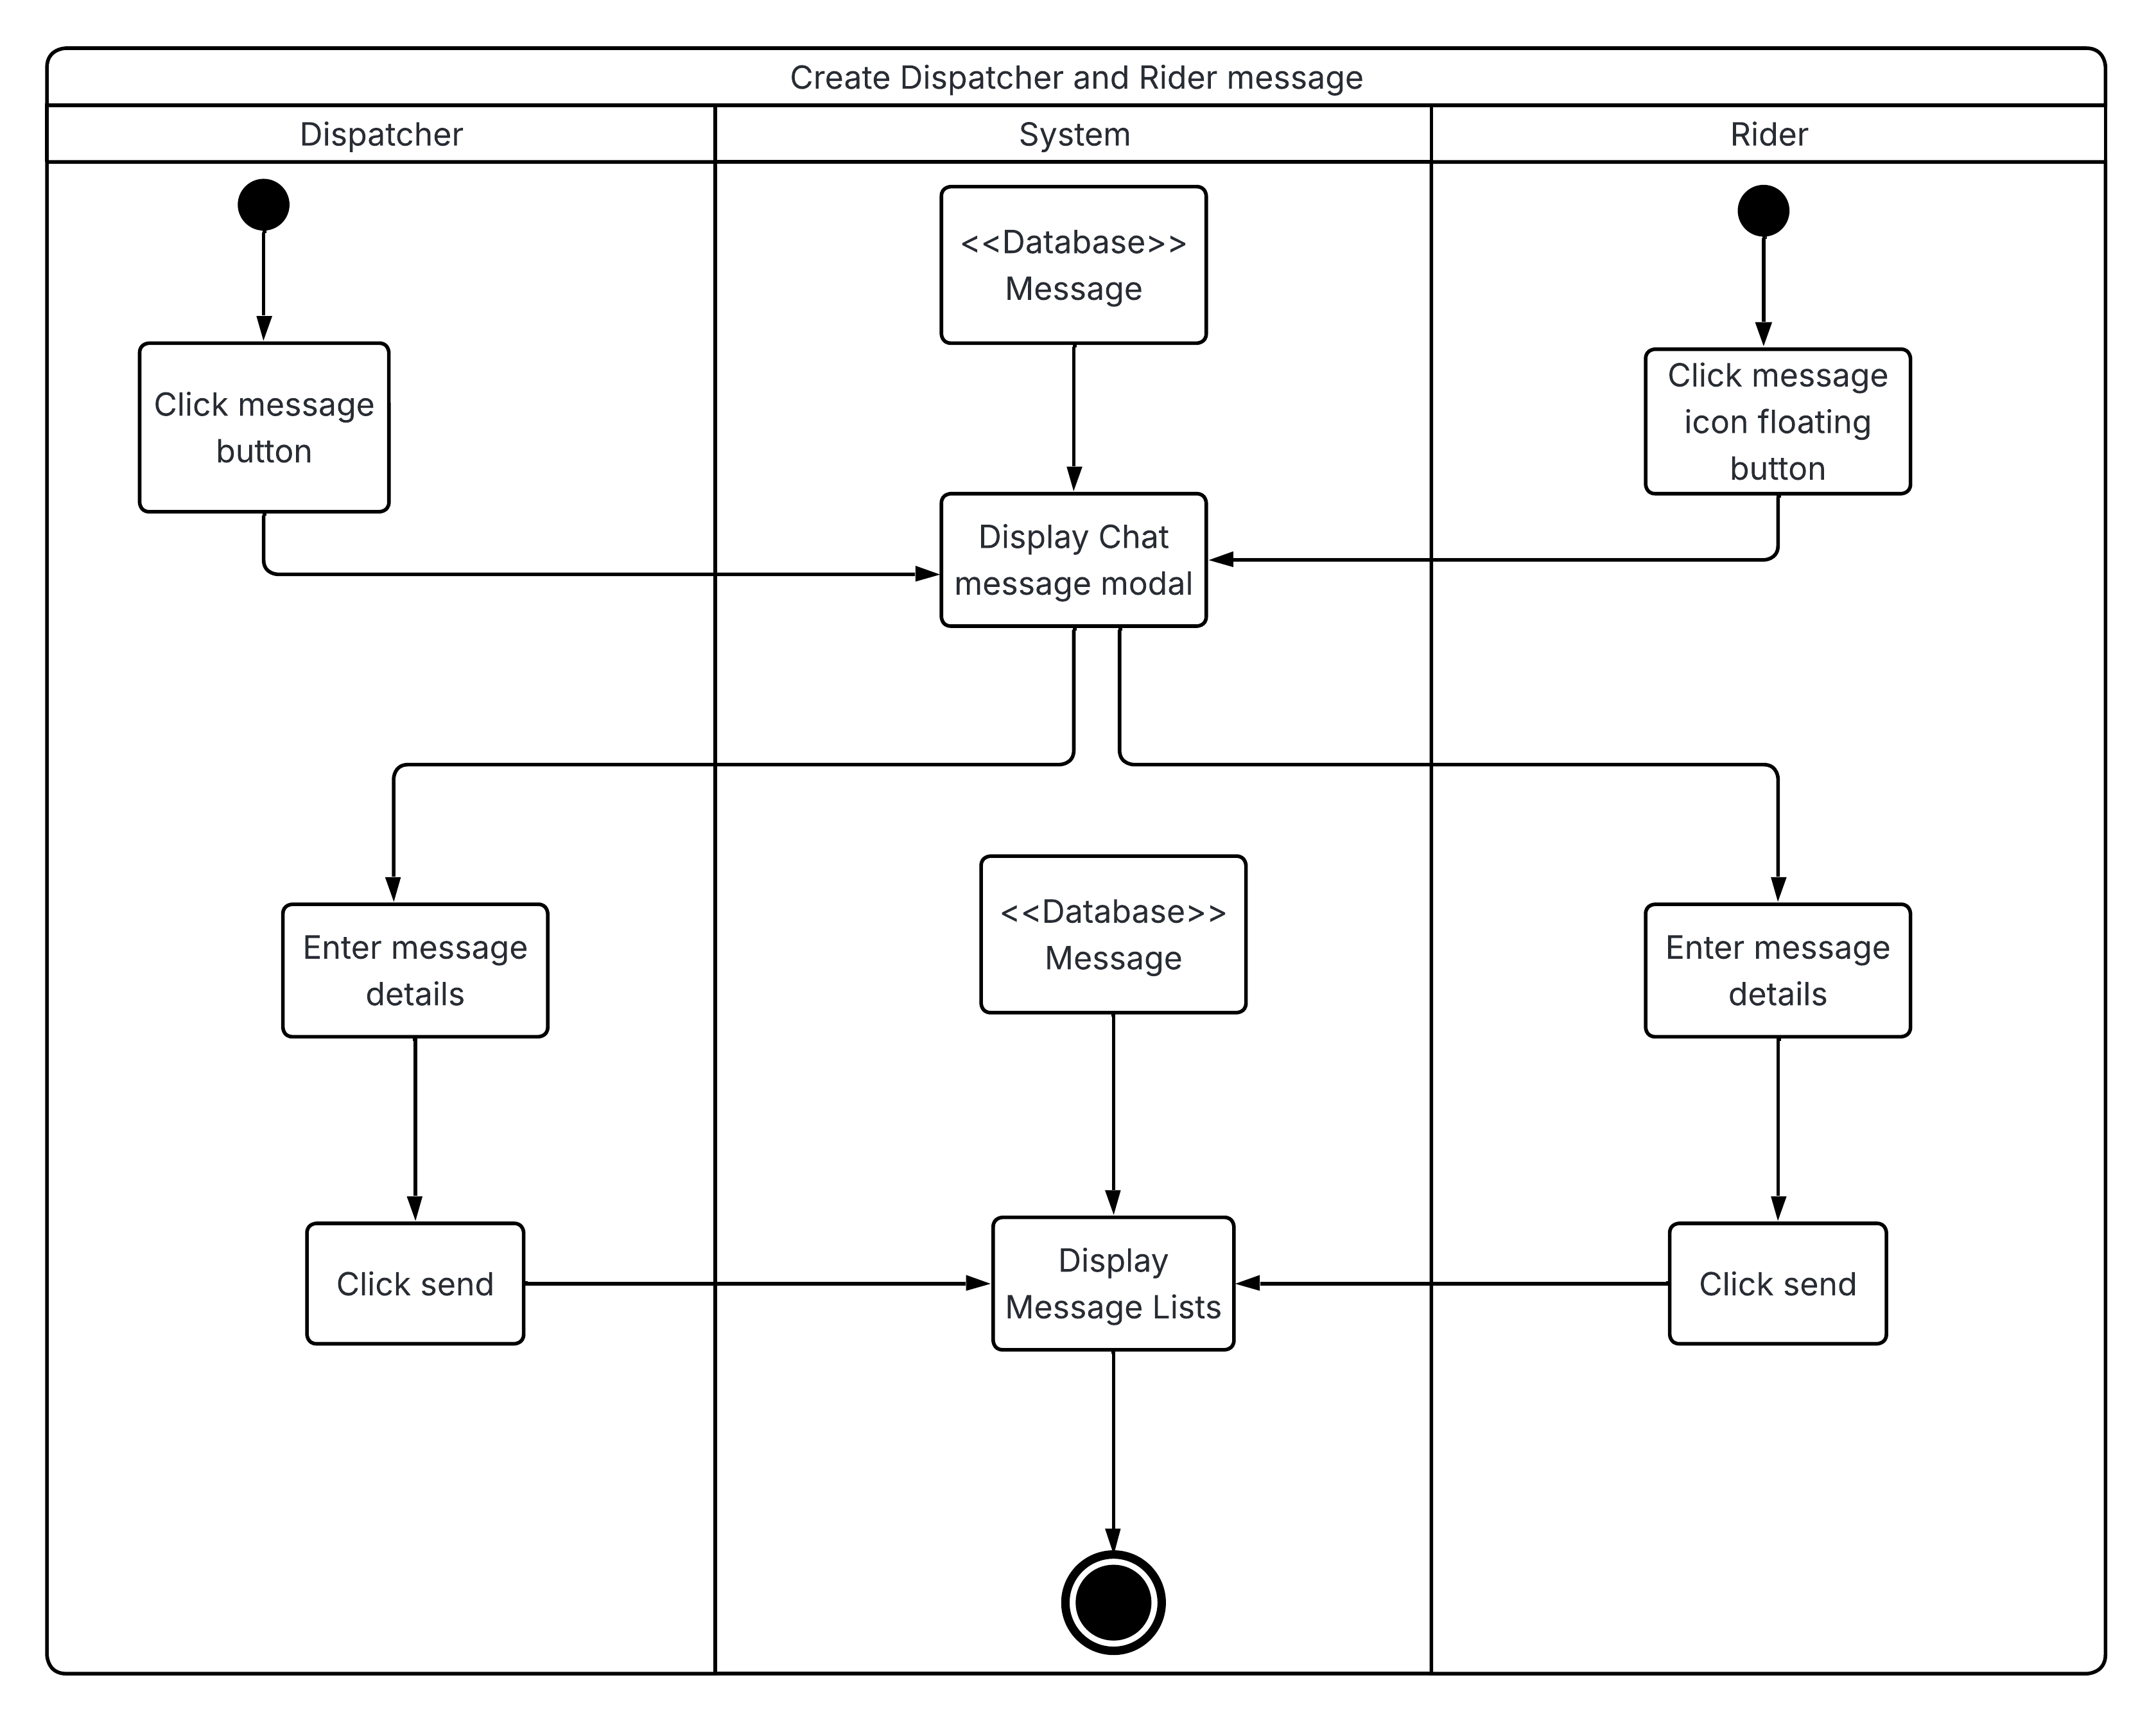 Create Dispatcher and Rider message
Dispatcher
System
Rider
<<Database>>
Message
Click message
button
Click message
icon floating
button
Display Chat
message modal
Enter message
details
<<Database>>
Message
Enter message
details
Click send
Display
Message Lists
Click send